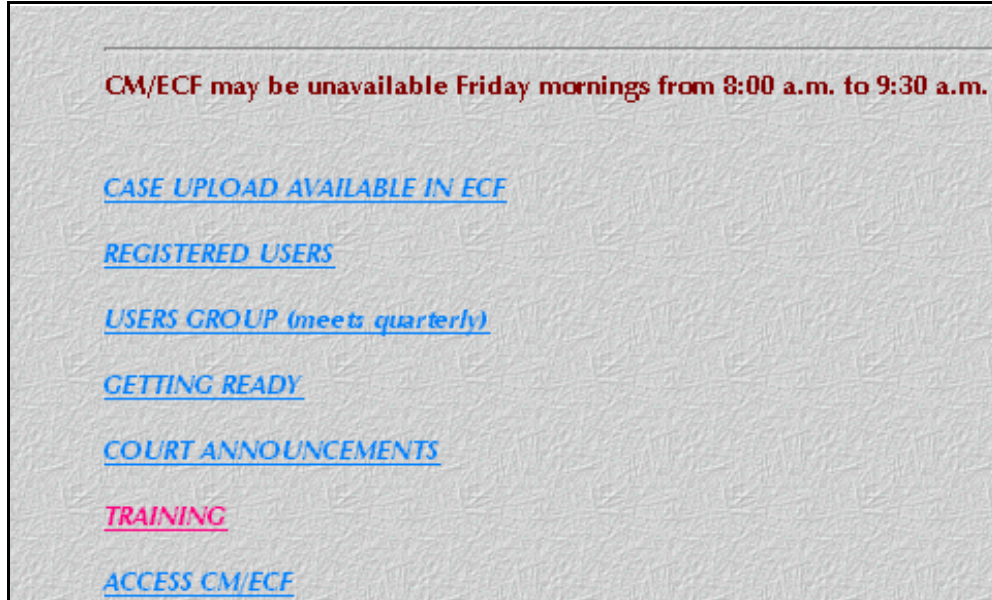 CM/ECF may be unavailable Friday mornings from 8:00 a.m. to 9:30 a.m.
CASE UPLOAD AVAILABLE IN ECF
REGISTERED USERS
USERS GROUP (meets quarterly)
GETTING READY
COURT ANNOUNCEMENTS
TRAINING
ACCESS CM/ECF